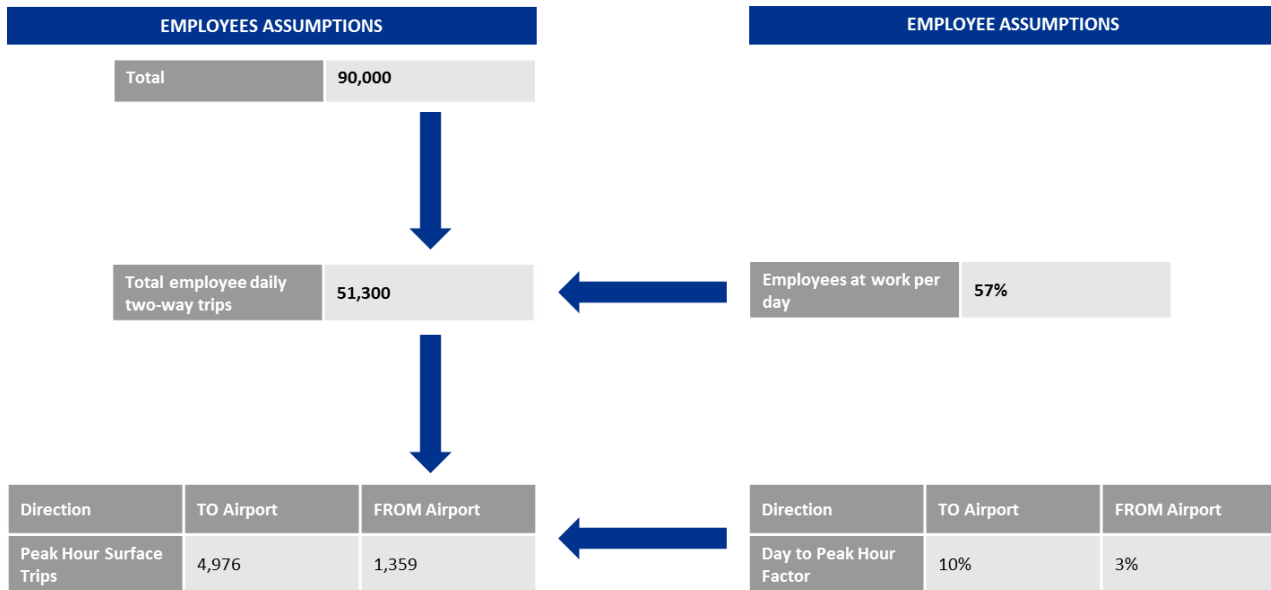 EMPLOYEES ASSUMPTIONS
EMPLOYEE ASSUMPTIONS
Total 90,000
Total employee daily
two-way trips
51,300
Employees at work per
day
57%
Direction TO Airport FROM Airport
Peak Hour Surface
Trips
4,976 1,359
Direction TO Airport FROM Airport
Day to Peak Hour
Factor
10% 3%